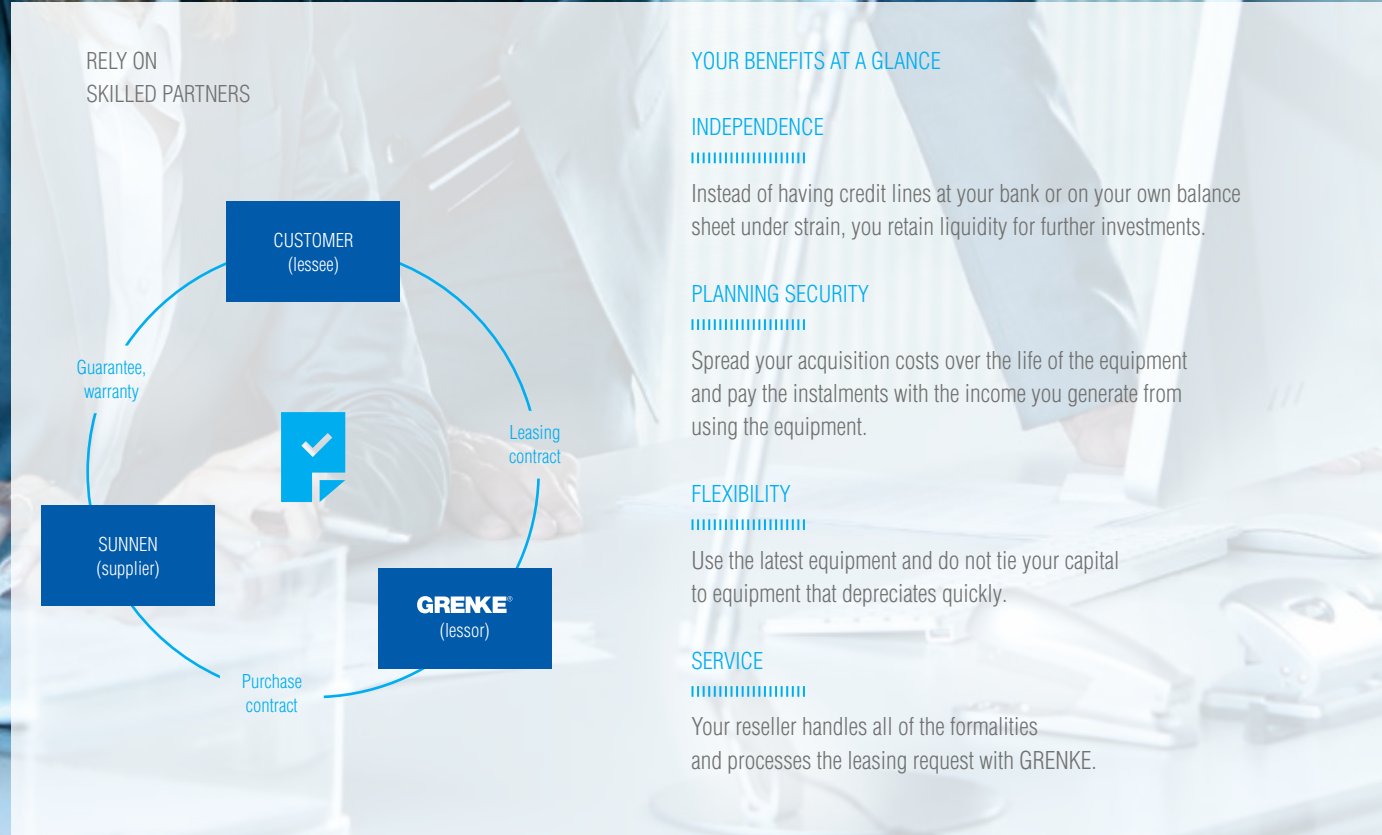 RELY ON
SKILLED PARTNERS
CUSTOMER
(lessee)
Guarantee,
warranty
Leasing
contract
SUNNEN
(supplier)
GRENKE®
(lessor)
Purchase
contract
YOUR BENEFITS AT A GLANCE
INDEPENDENCE
Instead of having credit lines at your bank or on your own balance
sheet under strain, you retain liquidity for further investments.
PLANNING SECURITY
Spread your acquisition costs over the life of the equipment
and pay the instalments with the income you generate from
using the equipment.
FLEXIBILITY
Use the latest equipment and do not tie your capital
to equipment that depreciates quickly.
SERVICE
Your reseller handles all of the formalities
and processes the leasing request with GRENKE.